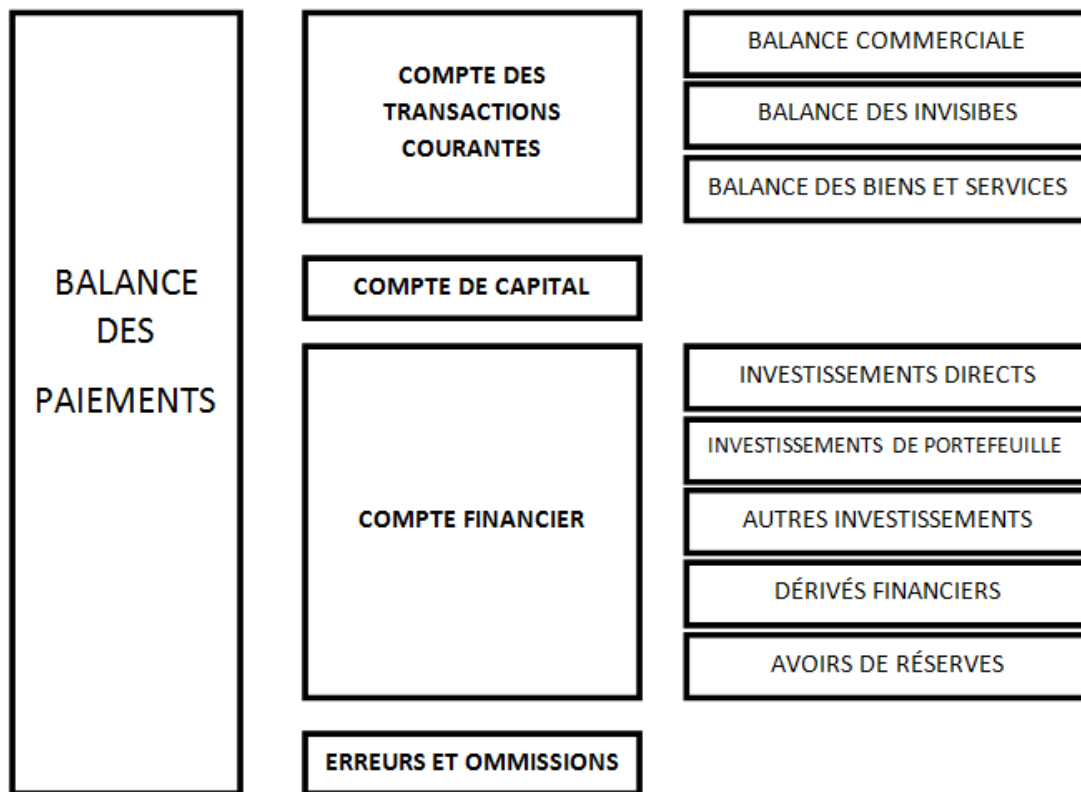 BALANCE
DES
PAIEMENTS
COMPTE DES
TRANSACTIONS
COURANTES
BALANCE COMMERCIALE
BALANCE DES INVISIBES
BALANCE DES BIENS ET SERVICES
COMPTE DE CAPITAL
COMPTE FINANCIER
INVESTISSEMENTS DIRECTS
INVESTISSEMENTS DE PORTEFEUILLE
AUTRES INVESTISSEMENTS
DÉRIVÉS FINANCIERS
AVOIRS DE RÉSERVES
ERREURS ET OMMISSIONS